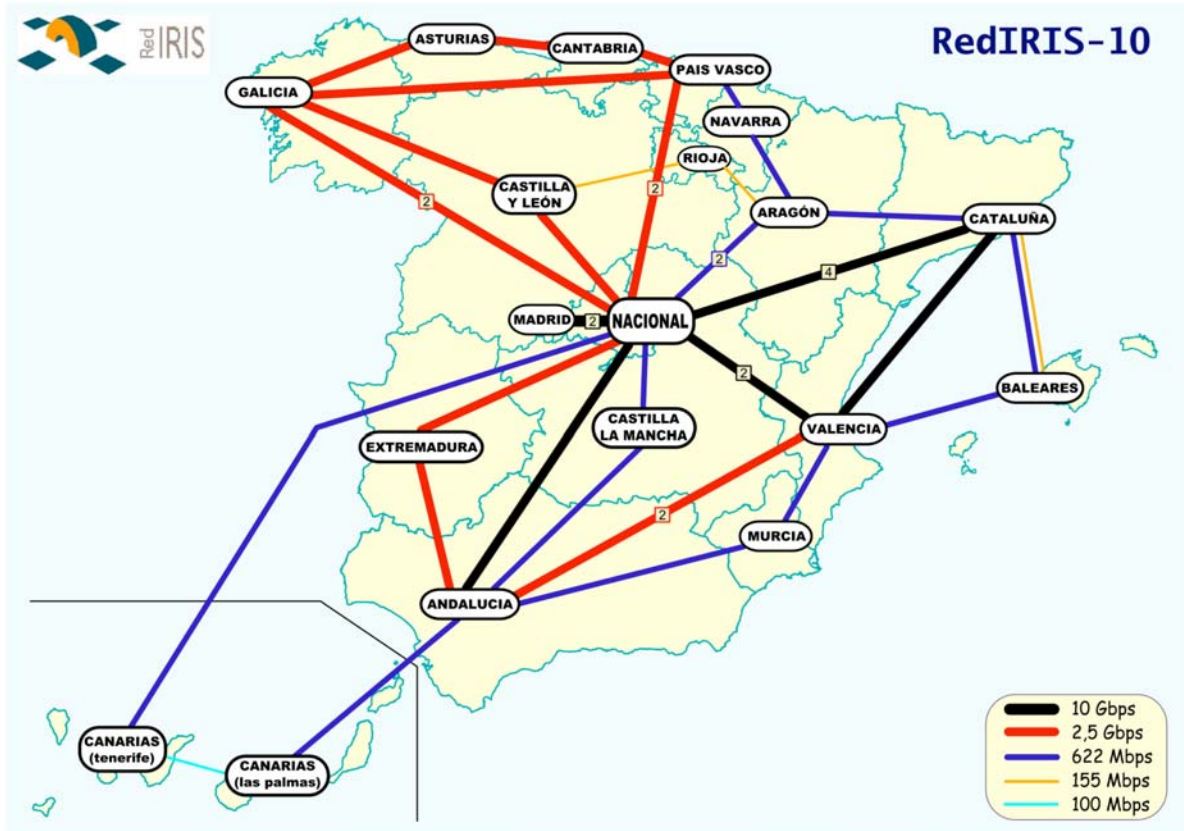 Red IRIS
RedIRIS-10
ASTURIAS
CANTABRIA
PAIS VASCO
GALICIA
NAVARRA
RIOJA
CASTILLA
Y LEÓN
2
2
ARAGÓN
CATALUÑA
2
4
MADRID
2
NACIONAL
2
BALEARES
EXTREMADURA
CASTILLA
LA MANCHA
VALENCIA
2
MURCIA
ANDALUCIA
CANARIAS
(tenerife)
CANARIAS
(las palmas)
10 Gbps
2,5 Gbps
622 Mbps
155 Mbps
100 Mbps